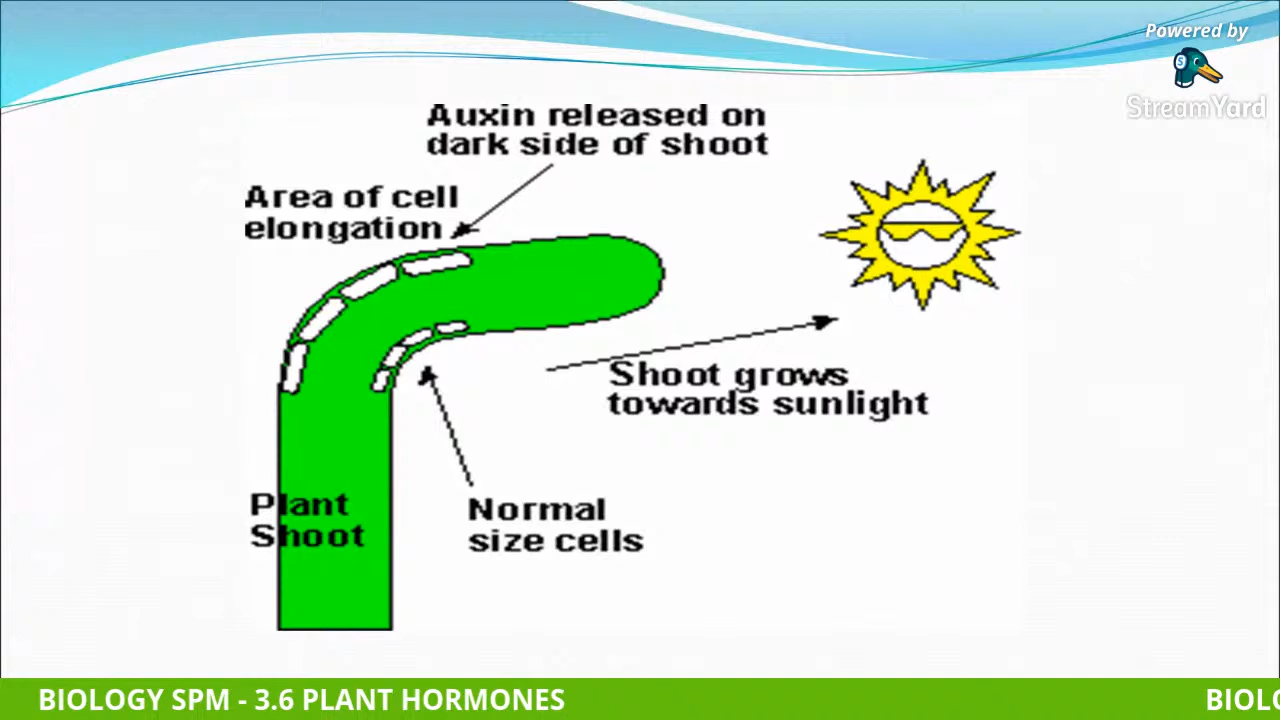 Powered by
StreamYard
Auxin released on
dark side of shoot
Area of cell
elongation
Shoot grows
towards sunlight
Plant
Shoot
Normal
size cells
BIOLOGY SPM - 3.6 PLANT HORMONES
BIOLO